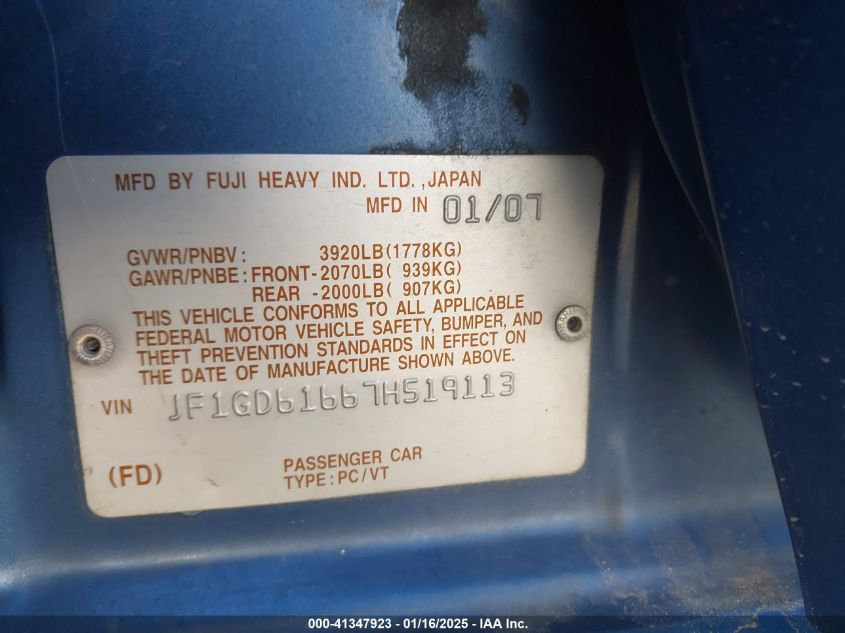 MFD BY FUJI HEAVY IND. LTD. ,JAPAN
MFD IN 01/07
GVWR/PNBV: 3920LB(1778KG)
GAWR/PNBE: FRONT-2070LB( 939KG)
REAR -2000LB( 907KG)
THIS VEHICLE CONFORMS TO ALL APPLICABLE
FEDERAL MOTOR VEHICLE SAFETY, BUMPER, AND
THEFT PREVENTION STANDARDS IN EFFECT ON
THE DATE OF MANUFACTURE SHOWN ABOVE.
VIN JF1GD61667H519113
(FD) PASSENGER CAR
TYPE:PC/VT
000-41347923 - 01/16/2025 - IAA Inc.